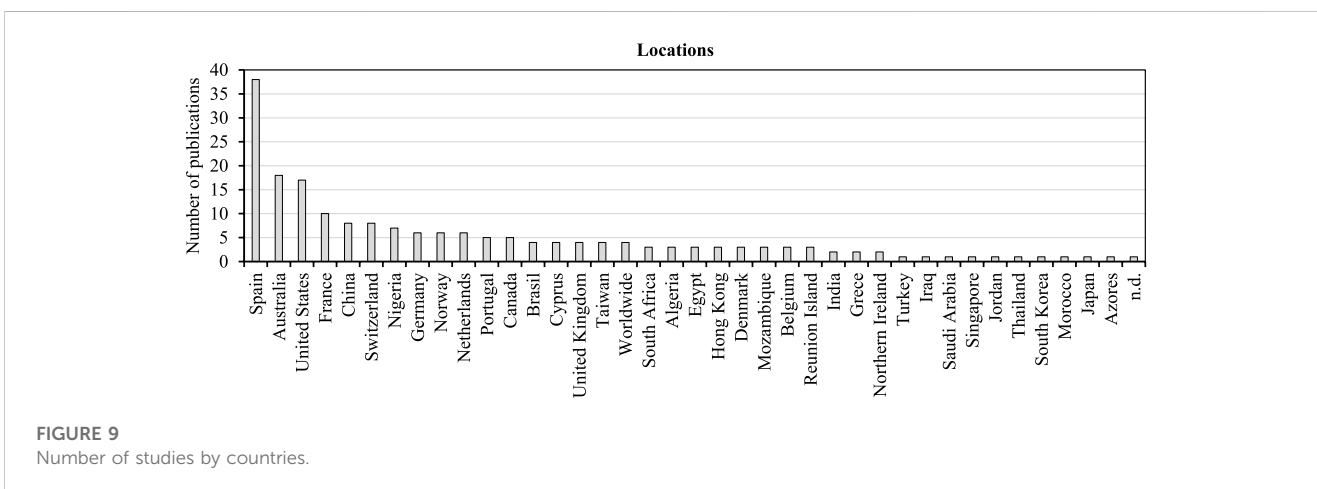 Locations
Number of publications
40
35
30
25
20
15
10
5
0
Spain
Australia
United States
France
China
Switzerland
Nigeria
Germany
Norway
Netherlands
Portugal
Canada
Brasil
Cyprus
United Kingdom
Taiwan
Worldwide
South Africa
Algeria
Egypt
Hong Kong
Denmark
Mozambique
Belgium
Reunion Island
India
Grece
Northern Ireland
Turkey
Iraq
Saudi Arabia
Singapore
Jordan
Thailand
South Korea
Morocco
Japan
Azores
n.d.
FIGURE 9
Number of studies by countries.